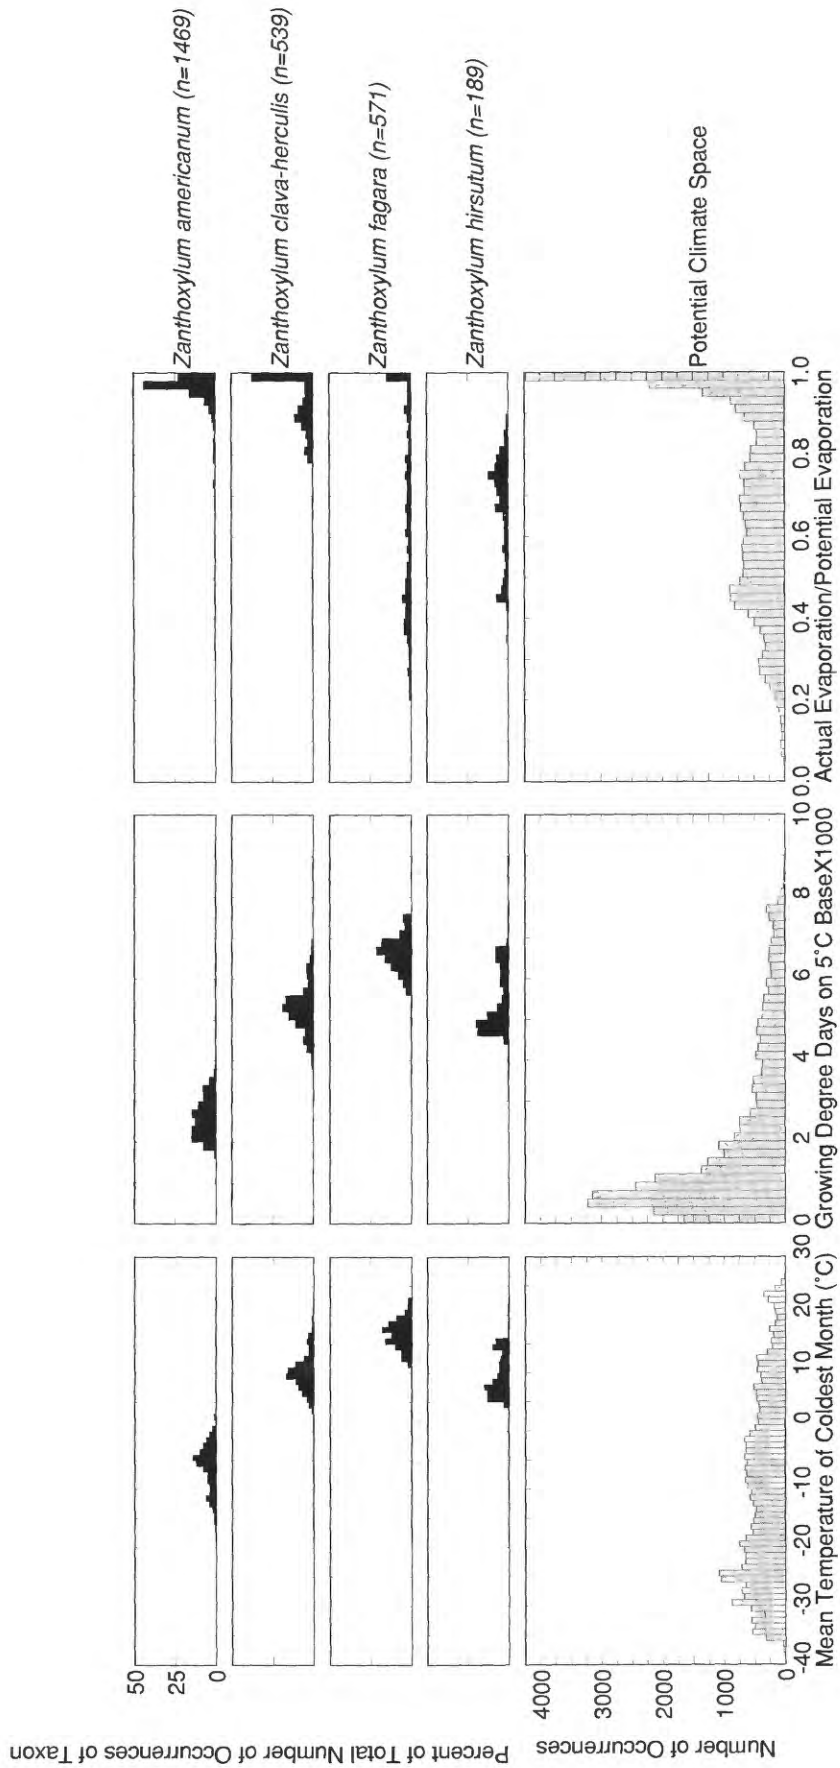 Percent of Total Number of Occurrences of Taxon
50
25
0
Zanthoxylum americanum (n=1469)
Zanthoxylum clava-herculis (n=539)
Zanthoxylum fagara (n=571)
Zanthoxylum hirsutum (n=189)
Number of Occurrences
4000
3000
2000
1000
0
Potential Climate Space
-40 -30 -20 -10 0 10 20 30
Mean Temperature of Coldest Month (°C)
0 2 4 6 8 10
Growing Degree Days on 5°C BaseX1000
0.0 0.2 0.4 0.6 0.8 1.0
Actual Evaporation/Potential Evaporation